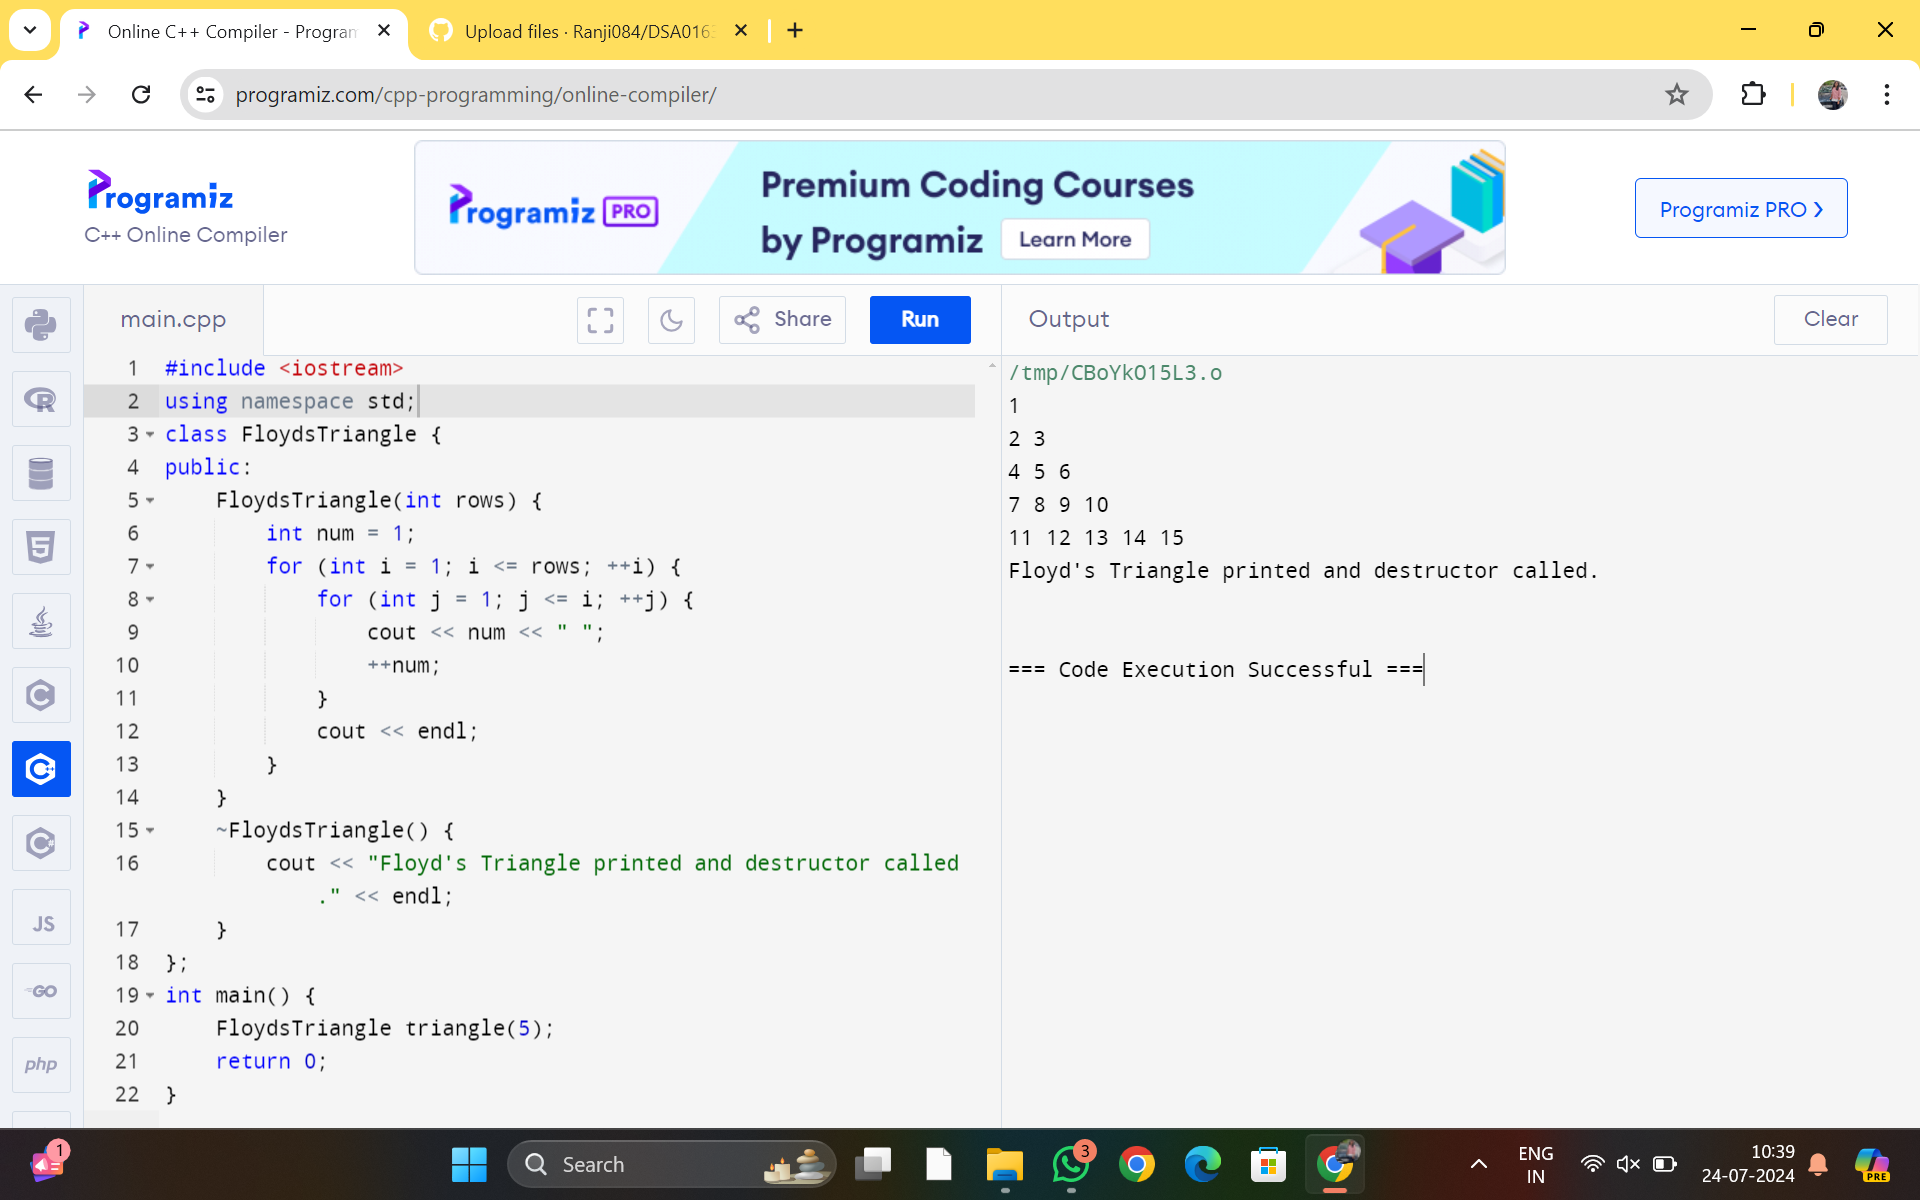 Online C++ Compiler - Program
Upload files · Ranji084/DSA016
programiz.com/cpp-programming/online-compiler/
Programiz
C++ Online Compiler
Programiz PRO
Premium Coding Courses
by Programiz
Learn More
Programiz PRO
main.cpp
Share
Run
Output
Clear
1 #include <iostream>
2 using namespace std;
3 class FloydsTriangle {
4 public:
5 FloydsTriangle(int rows) {
6 int num = 1;
7 for (int i = 1; i <= rows; ++i) {
8 for (int j = 1; j <= i; ++j) {
9 cout << num << " ";
10 ++num;
11 }
12 cout << endl;
13 }
14 }
15 ~FloydsTriangle() {
16 cout << "Floyd's Triangle printed and destructor called
." << endl;
17 }
18 };
19 int main() {
20 FloydsTriangle triangle(5);
21 return 0;
22 }
/tmp/CBoYkO15L3.o
1
2 3
4 5 6
7 8 9 10
11 12 13 14 15
Floyd's Triangle printed and destructor called.
=== Code Execution Successful ===
JS
GO
php
1
Search
3
ENG
IN
10:39
24-07-2024
PRE